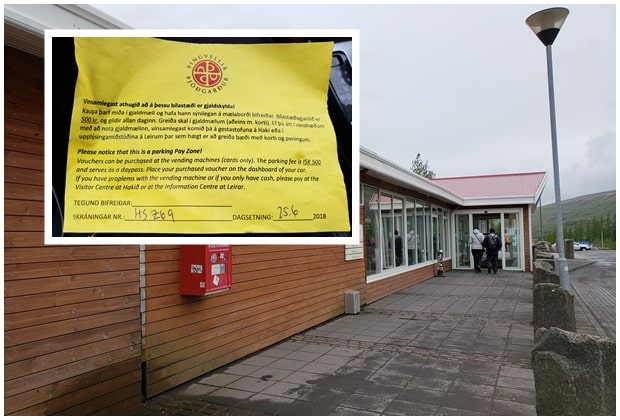 ÞINGVELLIR
ÞJÓÐGARÐUR
Vinsamlegast athugið að á þessu bílastæði er gjaldskylda!
Kaupa þarf miða í gjaldmæli og hafa hann sýnilegan á mælaborði bifreiðar. Bílastæðagjaldið er
500 kr. og gildir allan daginn. Greiða skal í gjaldmælum (aðeins m. korti). Ef þú átt í vandræðum
með að nota gjaldmælinn, vinsamlegast komið þá á gestastofuna á Haki eða í
upplýsingamiðstöðina á Leirum þar sem hægt er að greiða bæði með korti og peningum.
Please notice that this is a parking Pay Zone!
Vouchers can be purchased at the vending machines (cards only). The parking fee is ISK 500
and serves as a daypass. Place your purchased voucher on the dashboard of your car.
If you have proplems with the vending machine or if you only have cash, please pay at the
Visitor Centre at Hakið or at the Information Centre at Leirar.
TEGUND BIFREIÐAR:
SKRÁNINGAR NR.: HS Z69 DAGSETNING: 25.6 2018